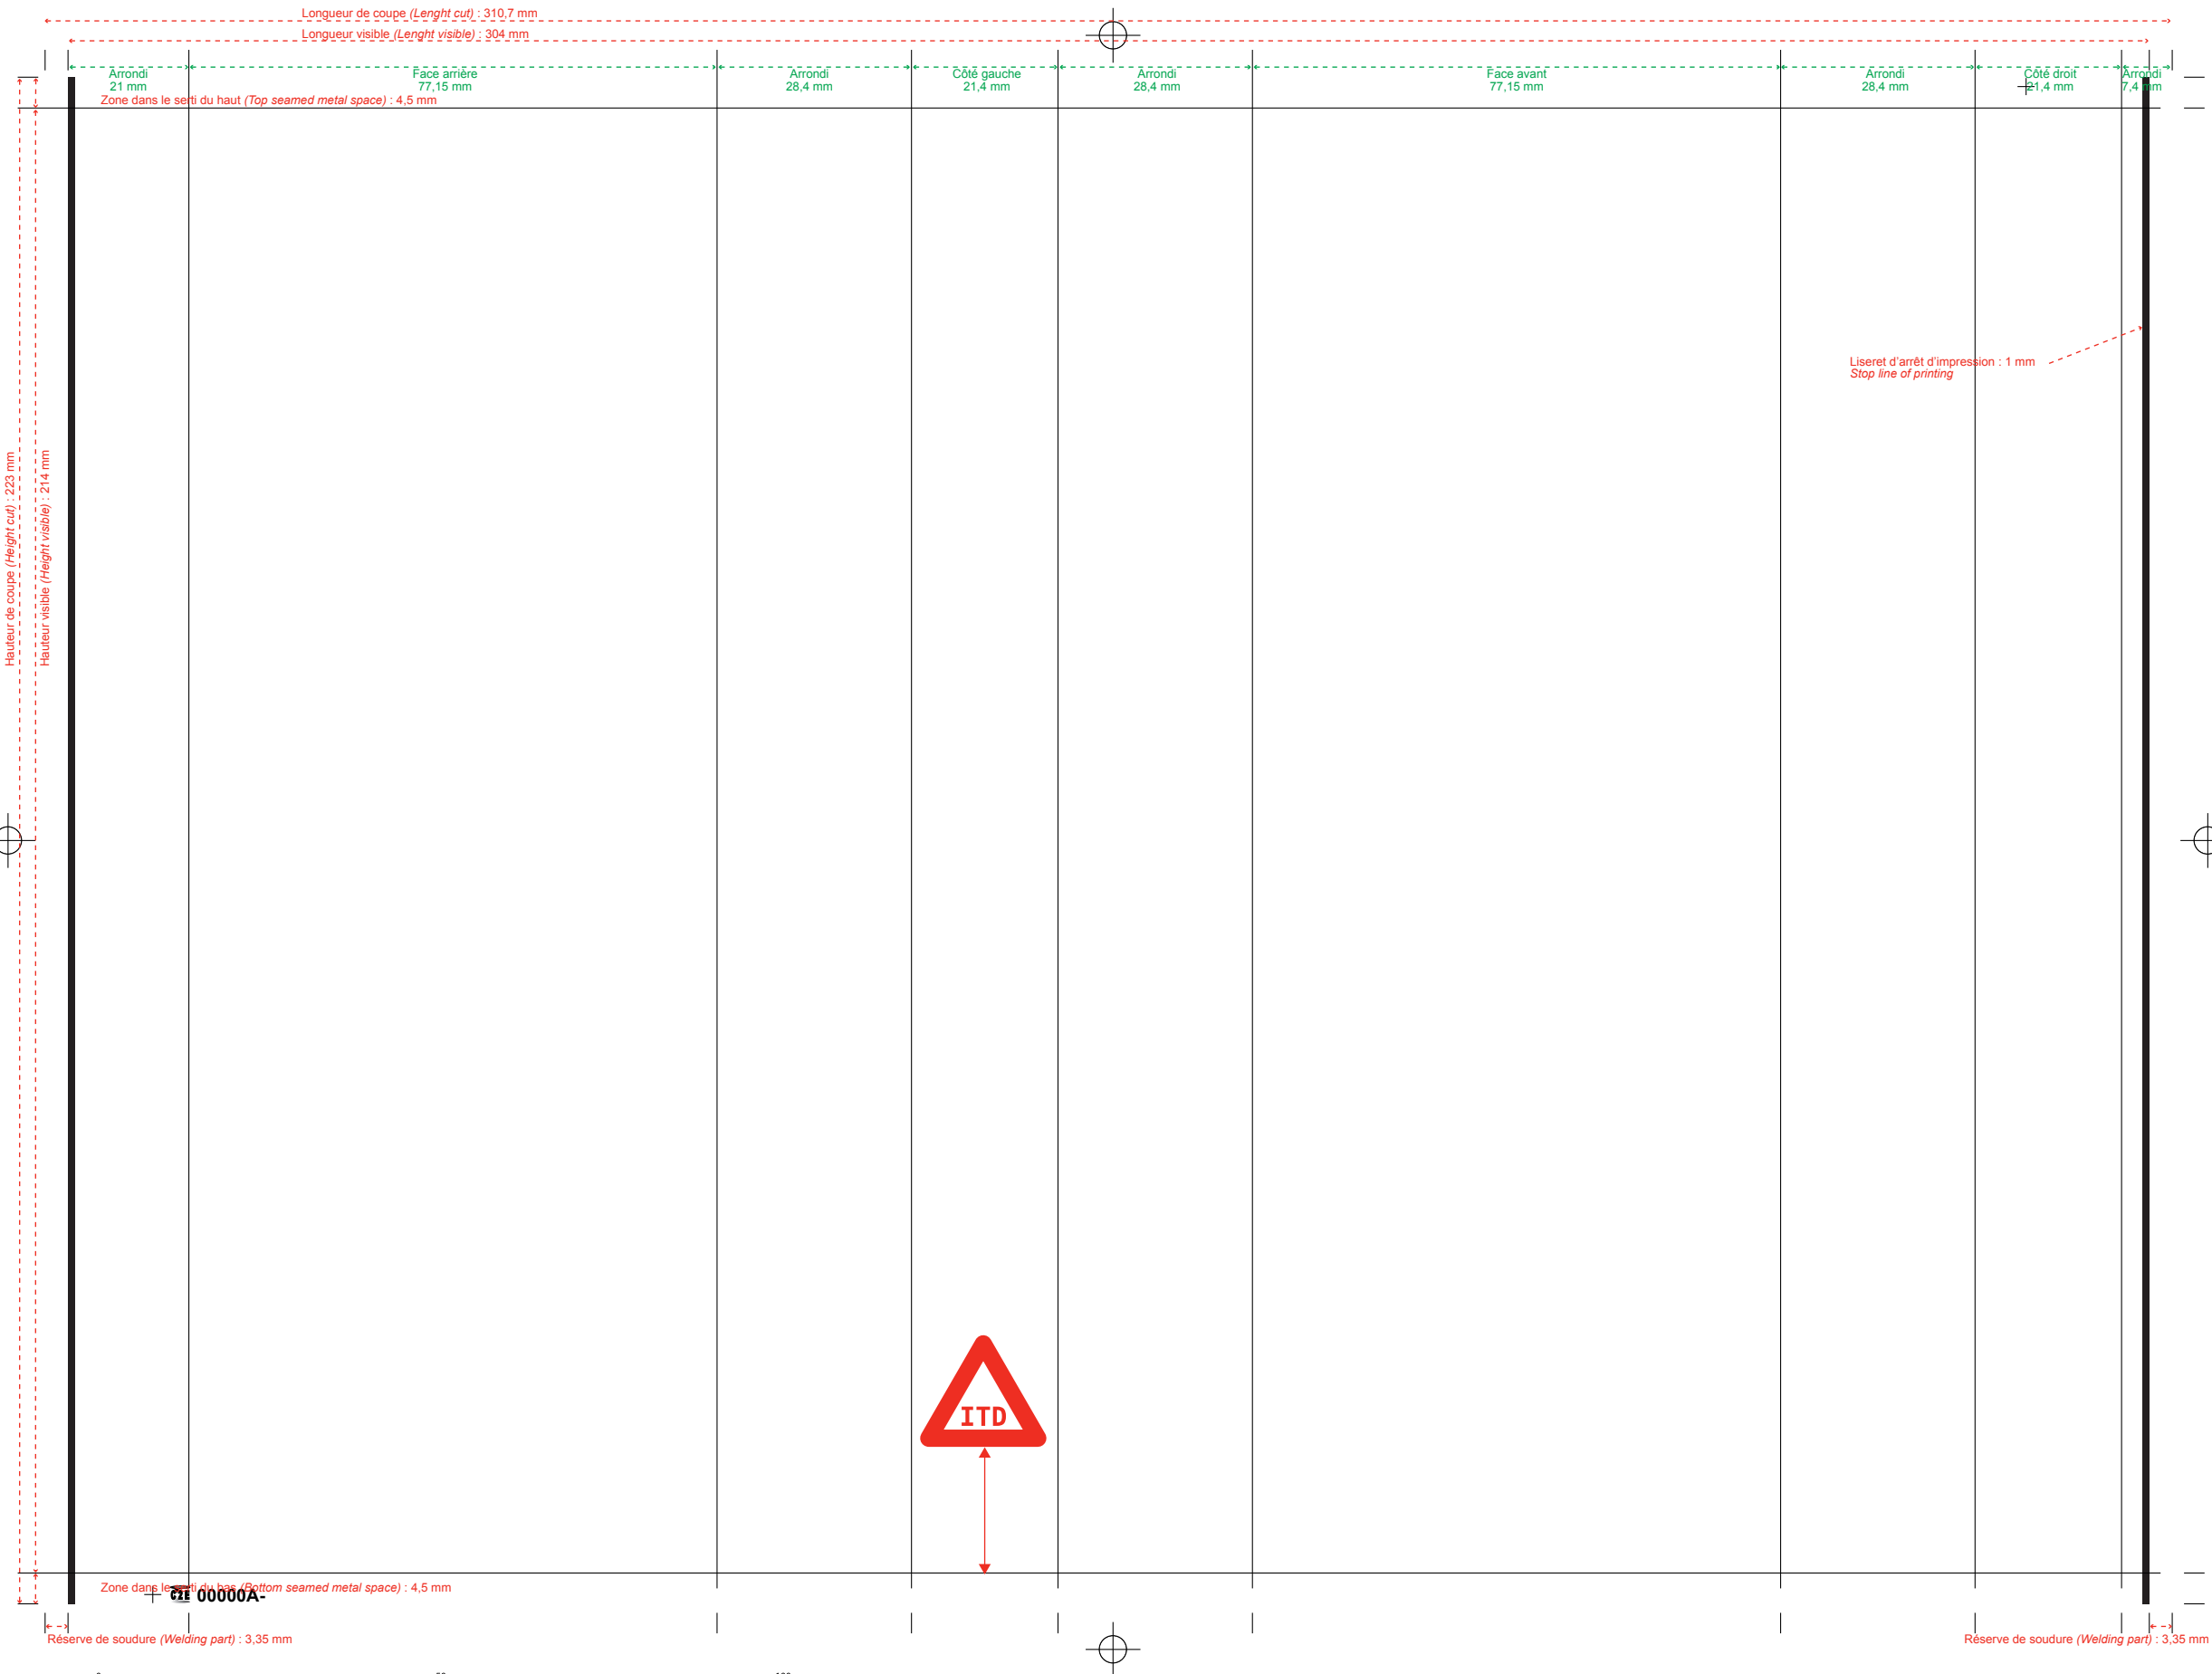 Longueur de coupe (Lenght cut) : 310,7 mm
Longueur visible (Lenght visible) : 304 mm
Arrondi
21 mm
Face arrière
77,15 mm
Arrondi
28,4 mm
Côté gauche
21,4 mm
Arrondi
28,4 mm
Face avant
77,15 mm
Arrondi
28,4 mm
Côté droit
21,4 mm
Arrondi
7,4 mm
Zone dans le serti du haut (Top seamed metal space) : 4,5 mm
Liseret d'arrêt d'impression : 1 mm
Stop line of printing
Hauteur de coupe (Height cut) : 223 mm
Hauteur visible (Height visible) : 214 mm
ITD
Zone dans le serti du bas (Bottom seamed metal space) : 4,5 mm
G2E 00000A-
Réserve de soudure (Welding part) : 3,35 mm
Réserve de soudure (Welding part) : 3,35 mm